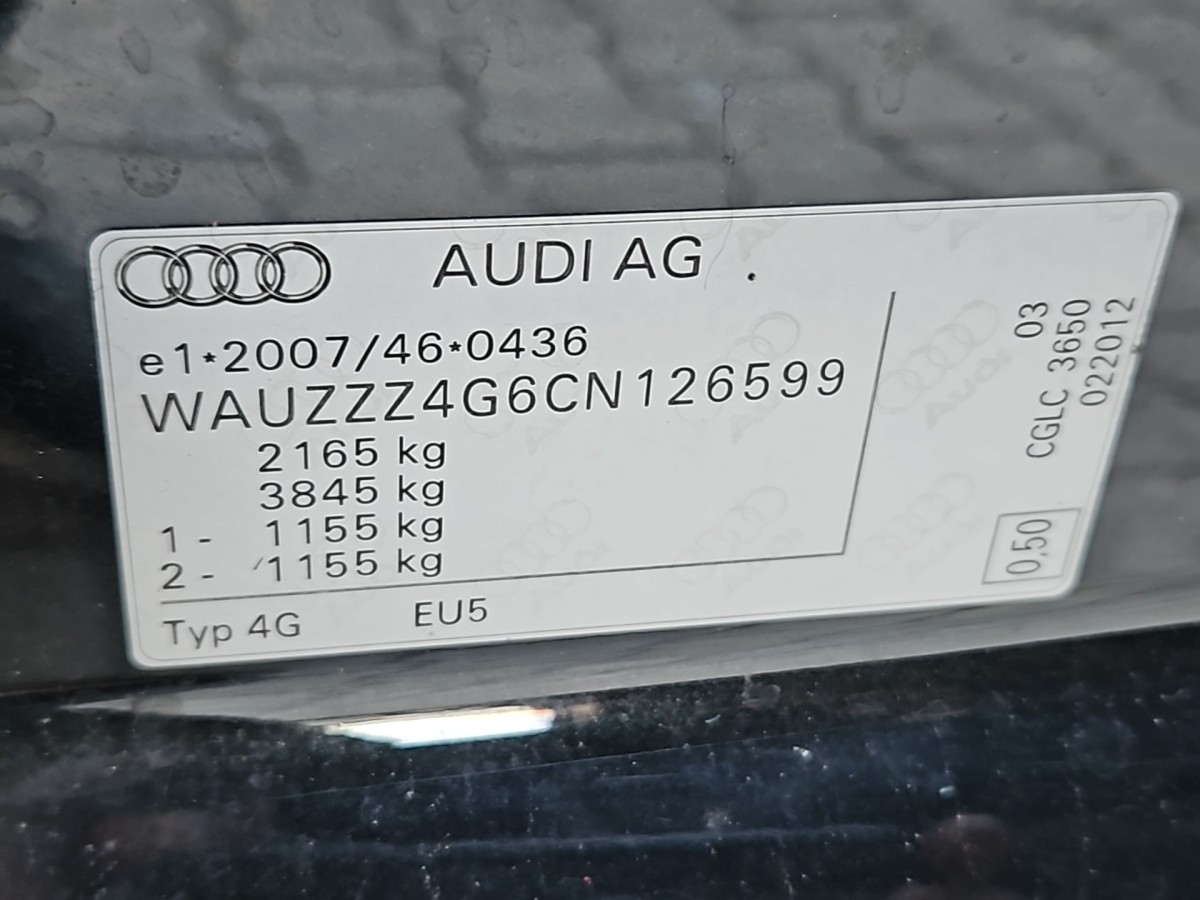 AUDI AG
e1*2007/46*0436
WAUZZZ4G6CN126599
2165 kg
3845 kg
1 - 1155 kg
2 - 1155 kg
Typ 4G EU5
03
CGLC 3650
022012
0,50